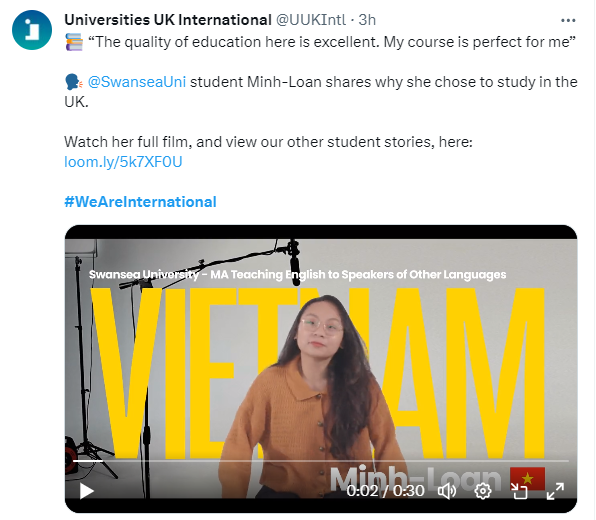 Universities UK International @UUKIntl · 3h
“The quality of education here is excellent. My course is perfect for me”
@SwanseaUni student Minh-Loan shares why she chose to study in the
UK.
Watch her full film, and view our other student stories, here:
loom.ly/5k7XF0U
#WeAreInternational
Swansea University - MA Teaching English to Speakers of Other Languages
VIETNAM
Minh-Loan
0:02 / 0:30